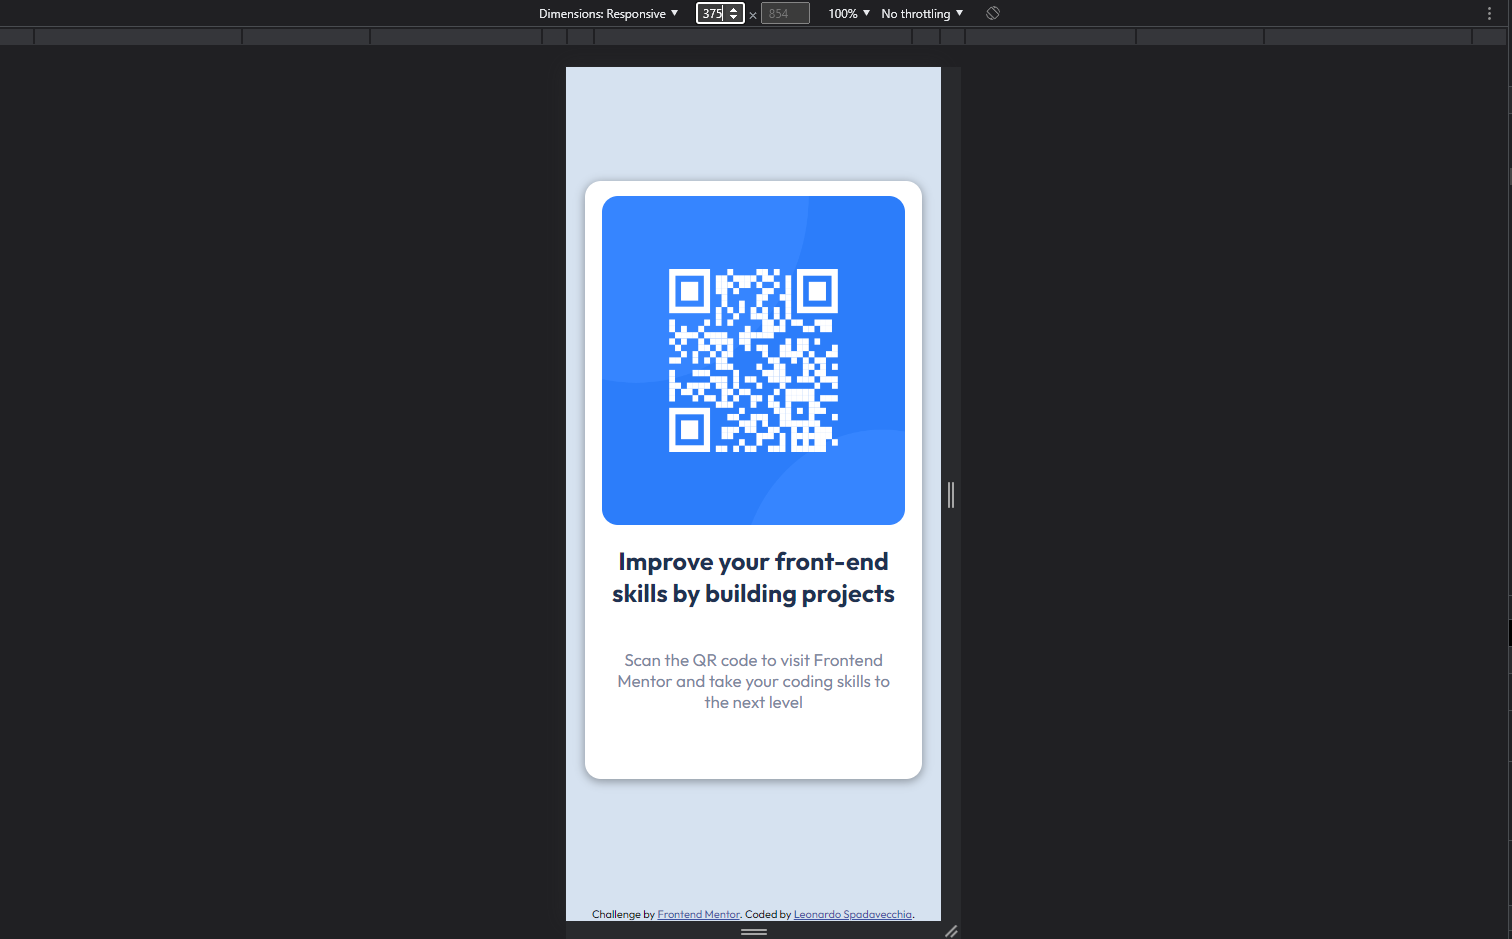 Dimensions: Responsive ▼ 375 × 854 100% ▼ No throttling ▼
Improve your front-end
skills by building projects
Scan the QR code to visit Frontend
Mentor and take your coding skills to
the next level
Challenge by Frontend Mentor. Coded by Leonardo Spadavecchia.